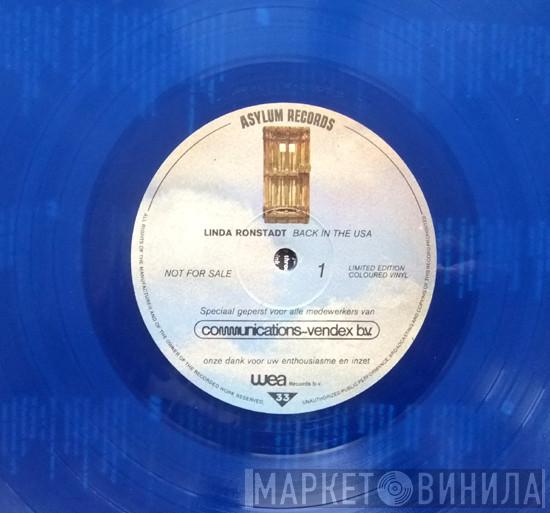 ASYLUM RECORDS
LINDA RONSTADT BACK IN THE USA
NOT FOR SALE
1
LIMITED EDITION
COLOURED VINYL
Speciaal geperst voor alle medewerkers van
communications-vendex b.v.
onze dank voor uw enthousiasme en inzet
wea Records b.v.
33
ALL RIGHTS OF THE MANUFACTURER AND OF THE OWNER OF THE RECORDED WORK RESERVED.
UNAUTHORIZED PUBLIC PERFORMANCE, BROADCASTING AND COPYING OF THIS RECORD PROHIBITED
МАРКЕТ ВИНИЛА